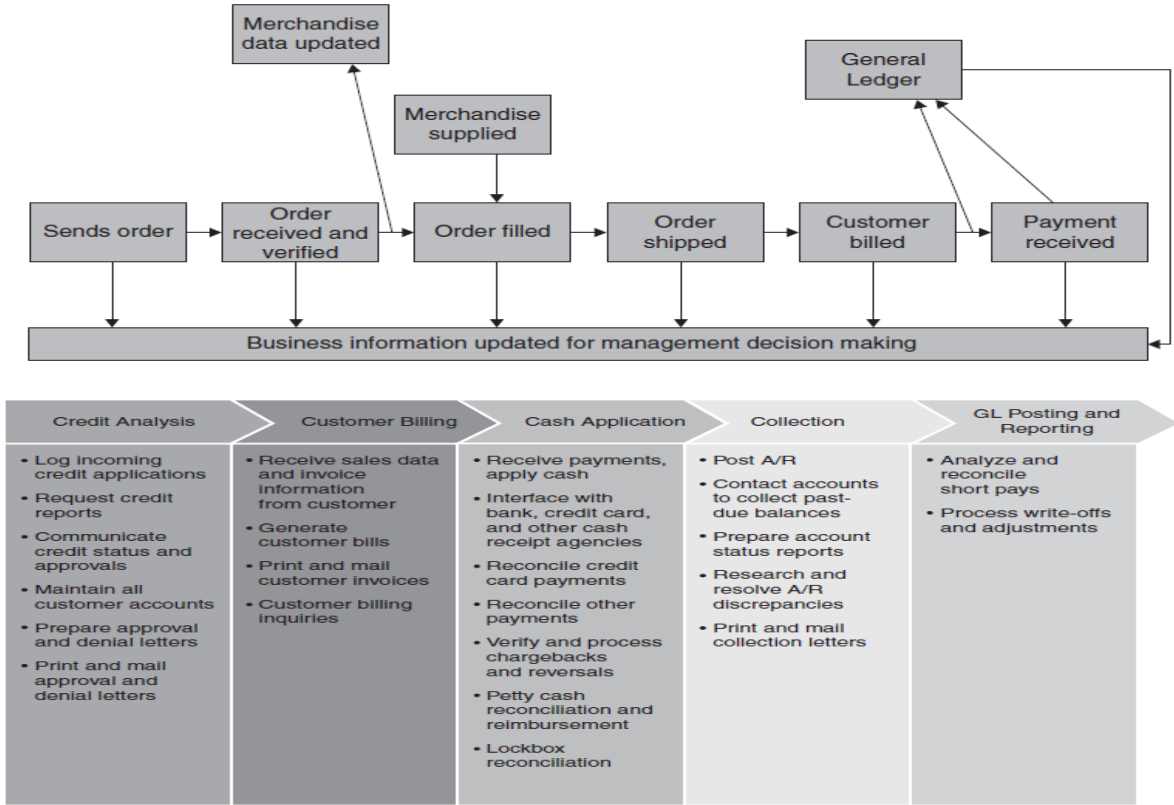 Merchandise
data updated
General
Ledger
Merchandise
supplied
Sends order
Order
received and
verified
Order filled
Order
shipped
Customer
billed
Payment
received
Business information updated for management decision making
Credit Analysis
• Log incoming
credit applications
• Request credit
reports
• Communicate
credit status and
approvals
• Maintain all
customer accounts
• Prepare approval
and denial letters
• Print and mail
approval and
denial letters
Customer Billing
• Receive sales data
and invoice
information
from customer
• Generate
customer bills
• Print and mail
customer invoices
• Customer billing
inquiries
Cash Application
• Receive payments,
apply cash
• Interface with
bank, credit card,
and other cash
receipt agencies
• Reconcile credit
card payments
• Reconcile other
payments
• Verify and process
chargebacks
and reversals
• Petty cash
reconciliation and
reimbursement
• Lockbox
reconciliation
Collection
• Post A/R
• Contact accounts
to collect past-
due balances
• Prepare account
status reports
• Research and
resolve A/R
discrepancies
• Print and mail
collection letters
GL Posting and
Reporting
• Analyze and
reconcile
short pays
• Process write-offs
and adjustments